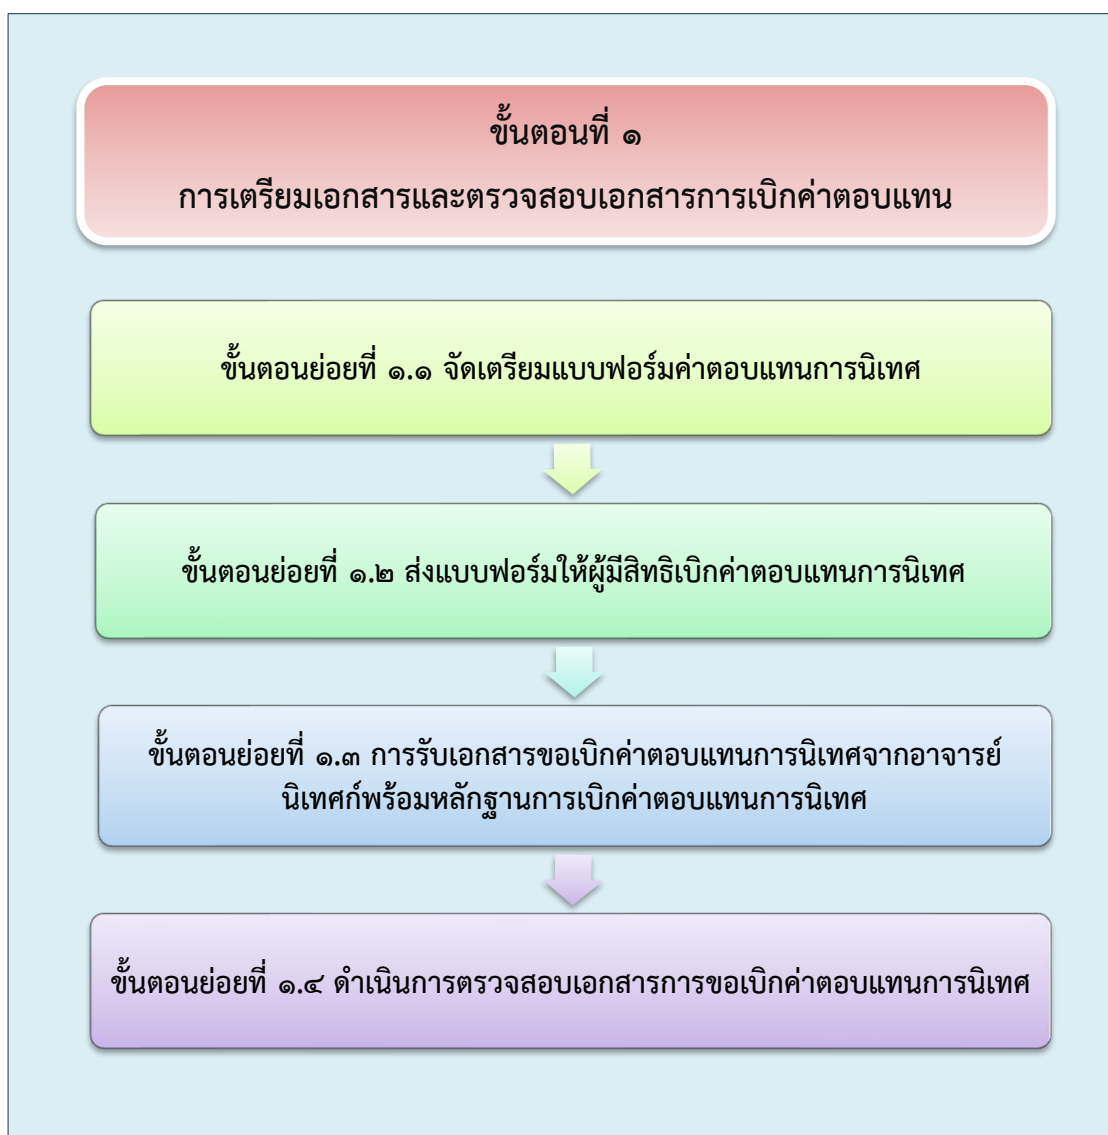 ขั้นตอนที่ ๑
การเตรียมเอกสารและตรวจสอบเอกสารการเบิกค่าตอบแทน
ขั้นตอนย่อยที่ ๑.๑ จัดเตรียมแบบฟอร์มค่าตอบแทนการนิเทศ
ขั้นตอนย่อยที่ ๑.๒ ส่งแบบฟอร์มให้ผู้มีสิทธิเบิกค่าตอบแทนการนิเทศ
ขั้นตอนย่อยที่ ๑.๓ การรับเอกสารขอเบิกค่าตอบแทนการนิเทศจากอาจารย์
นิเทศก์พร้อมหลักฐานการเบิกค่าตอบแทนการนิเทศ
ขั้นตอนย่อยที่ ๑.๔ ดำเนินการตรวจสอบเอกสารการขอเบิกค่าตอบแทนการนิเทศ